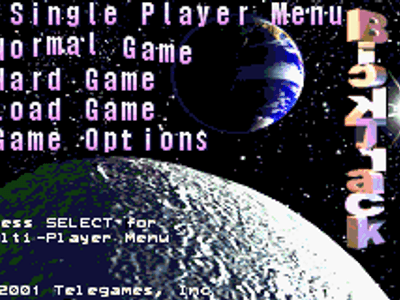 Single Player Menu
ormal Game
ard Game
oad Game
Game Options
ess SELECT for
lti-Player Menu
2001 Telegames, Inc